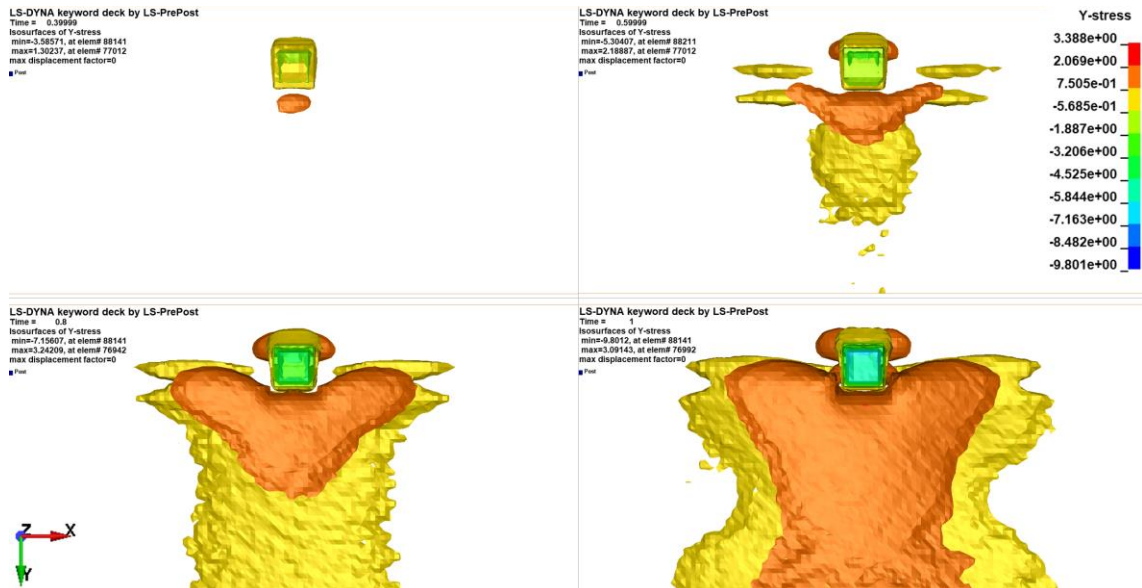 LS-DYNA keyword deck by LS-PrePost
Time = 0.39999
Isosurfaces of Y-stress
min=-3.58571, at elem# 88141
max=1.30237, at elem# 77012
max displacement factor=0
Post
LS-DYNA keyword deck by LS-PrePost
Time = 0.59999
Isosurfaces of Y-stress
min=-5.30407, at elem# 88211
max=2.18887, at elem# 77012
max displacement factor=0
Post
Y-stress
3.388e+00
2.069e+00
7.505e-01
-5.685e-01
-1.887e+00
-3.206e+00
-4.525e+00
-5.844e+00
-7.163e+00
-8.482e+00
-9.801e+00
LS-DYNA keyword deck by LS-PrePost
Time = 0.8
Isosurfaces of Y-stress
min=-7.15607, at elem# 88141
max=3.24209, at elem# 76942
max displacement factor=0
Post
Z
X
Y
LS-DYNA keyword deck by LS-PrePost
Time = 1
Isosurfaces of Y-stress
min=-9.8012, at elem# 88141
max=3.09143, at elem# 76992
max displacement factor=0
Post